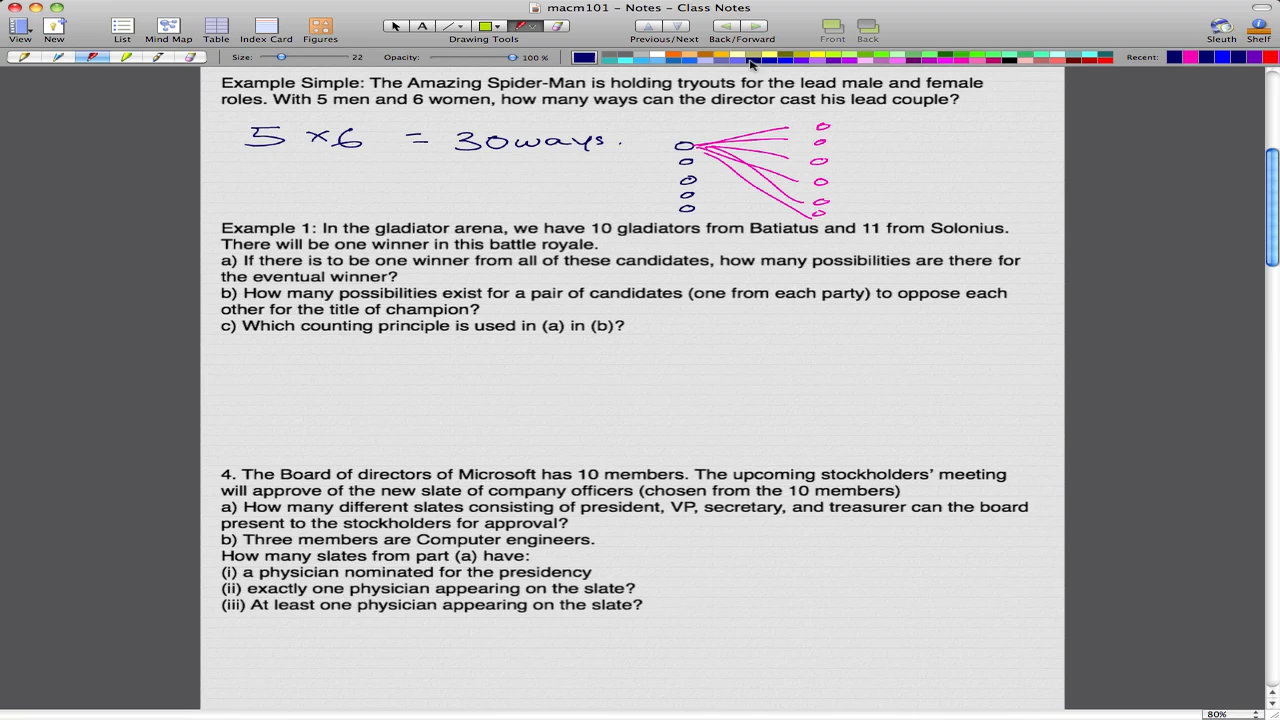 macm101 - Notes - Class Notes
View New List Mind Map Table Index Card Figures Drawing Tools Previous/Next Back/Forward Front Back Sleuth Shelf
Size: 22 Opacity: 100 % Recent:
Example Simple: The Amazing Spider-Man is holding tryouts for the lead male and female
roles. With 5 men and 6 women, how many ways can the director cast his lead couple?
5 × 6 = 30 ways.
Example 1: In the gladiator arena, we have 10 gladiators from Batiatus and 11 from Solonius.
There will be one winner in this battle royale.
a) If there is to be one winner from all of these candidates, how many possibilities are there for
the eventual winner?
b) How many possibilities exist for a pair of candidates (one from each party) to oppose each
other for the title of champion?
c) Which counting principle is used in (a) in (b)?
4. The Board of directors of Microsoft has 10 members. The upcoming stockholders' meeting
will approve of the new slate of company officers (chosen from the 10 members)
a) How many different slates consisting of president, VP, secretary, and treasurer can the board
present to the stockholders for approval?
b) Three members are Computer engineers.
How many slates from part (a) have:
(i) a physician nominated for the presidency
(ii) exactly one physician appearing on the slate?
(iii) At least one physician appearing on the slate?
80%